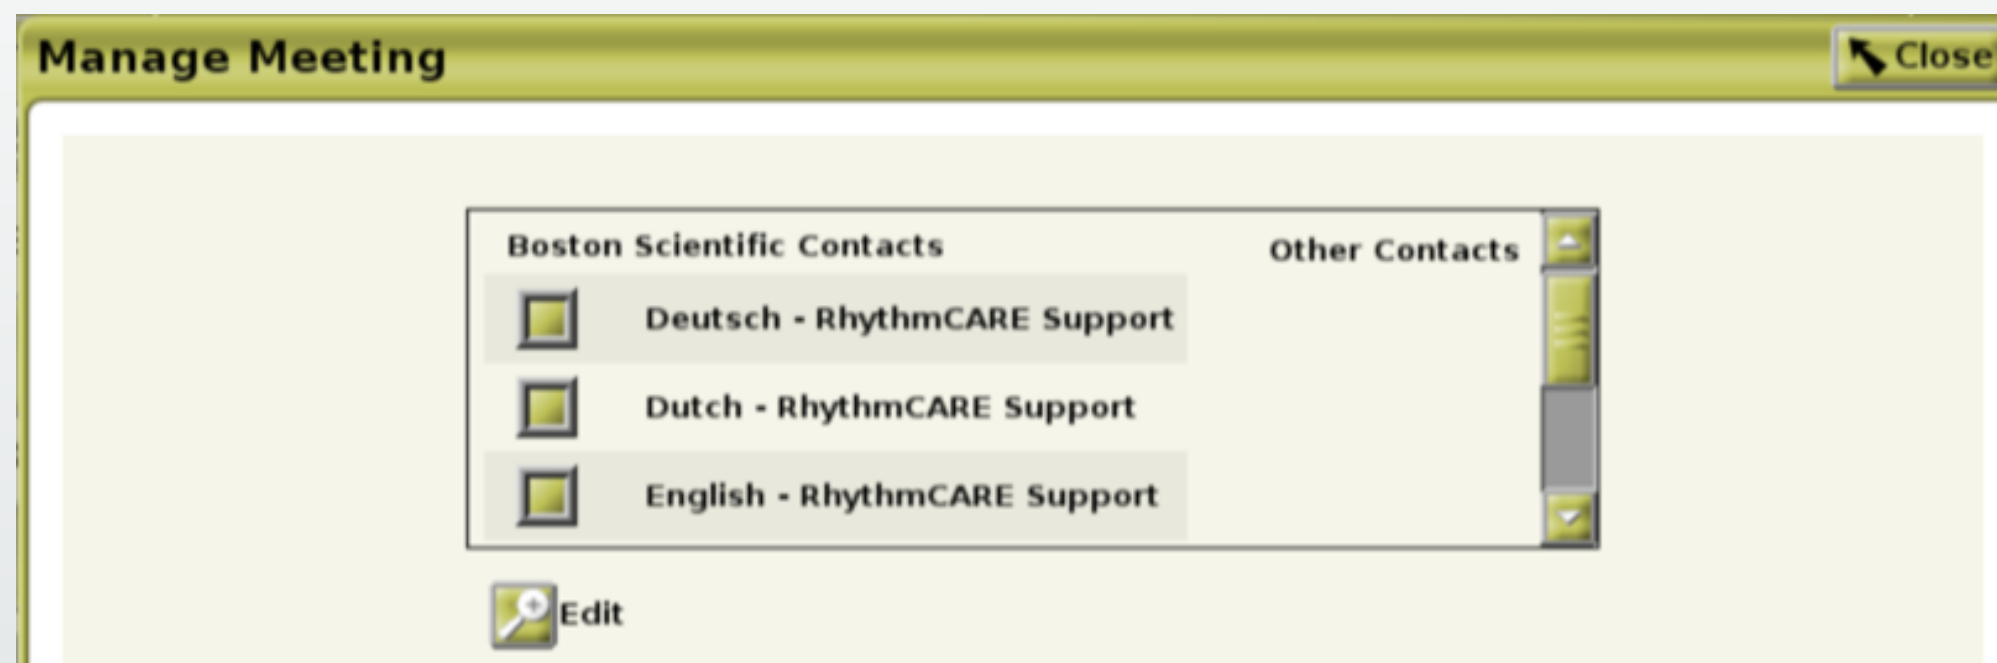 Manage Meeting
Close
Boston Scientific Contacts
Other Contacts
Deutsch - RhythmCARE Support
Dutch - RhythmCARE Support
English - RhythmCARE Support
Edit